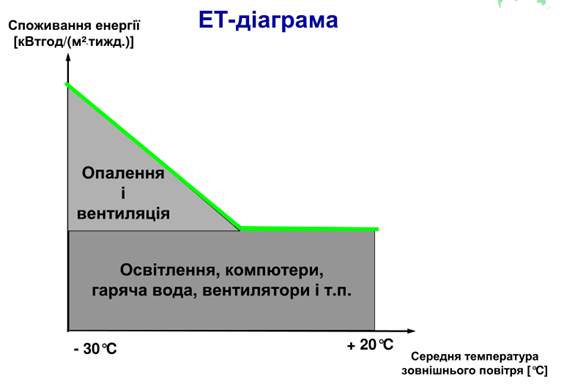 ЕТ-діаграма
Споживання енергії
[кВтгод/(м²·тижд.)]
Опалення
і
вентиляція
Освітлення, компютери,
гаряча вода, вентилятори і т.п.
- 30°C
+ 20°C
Середня температура
зовнішнього повітря [°C]